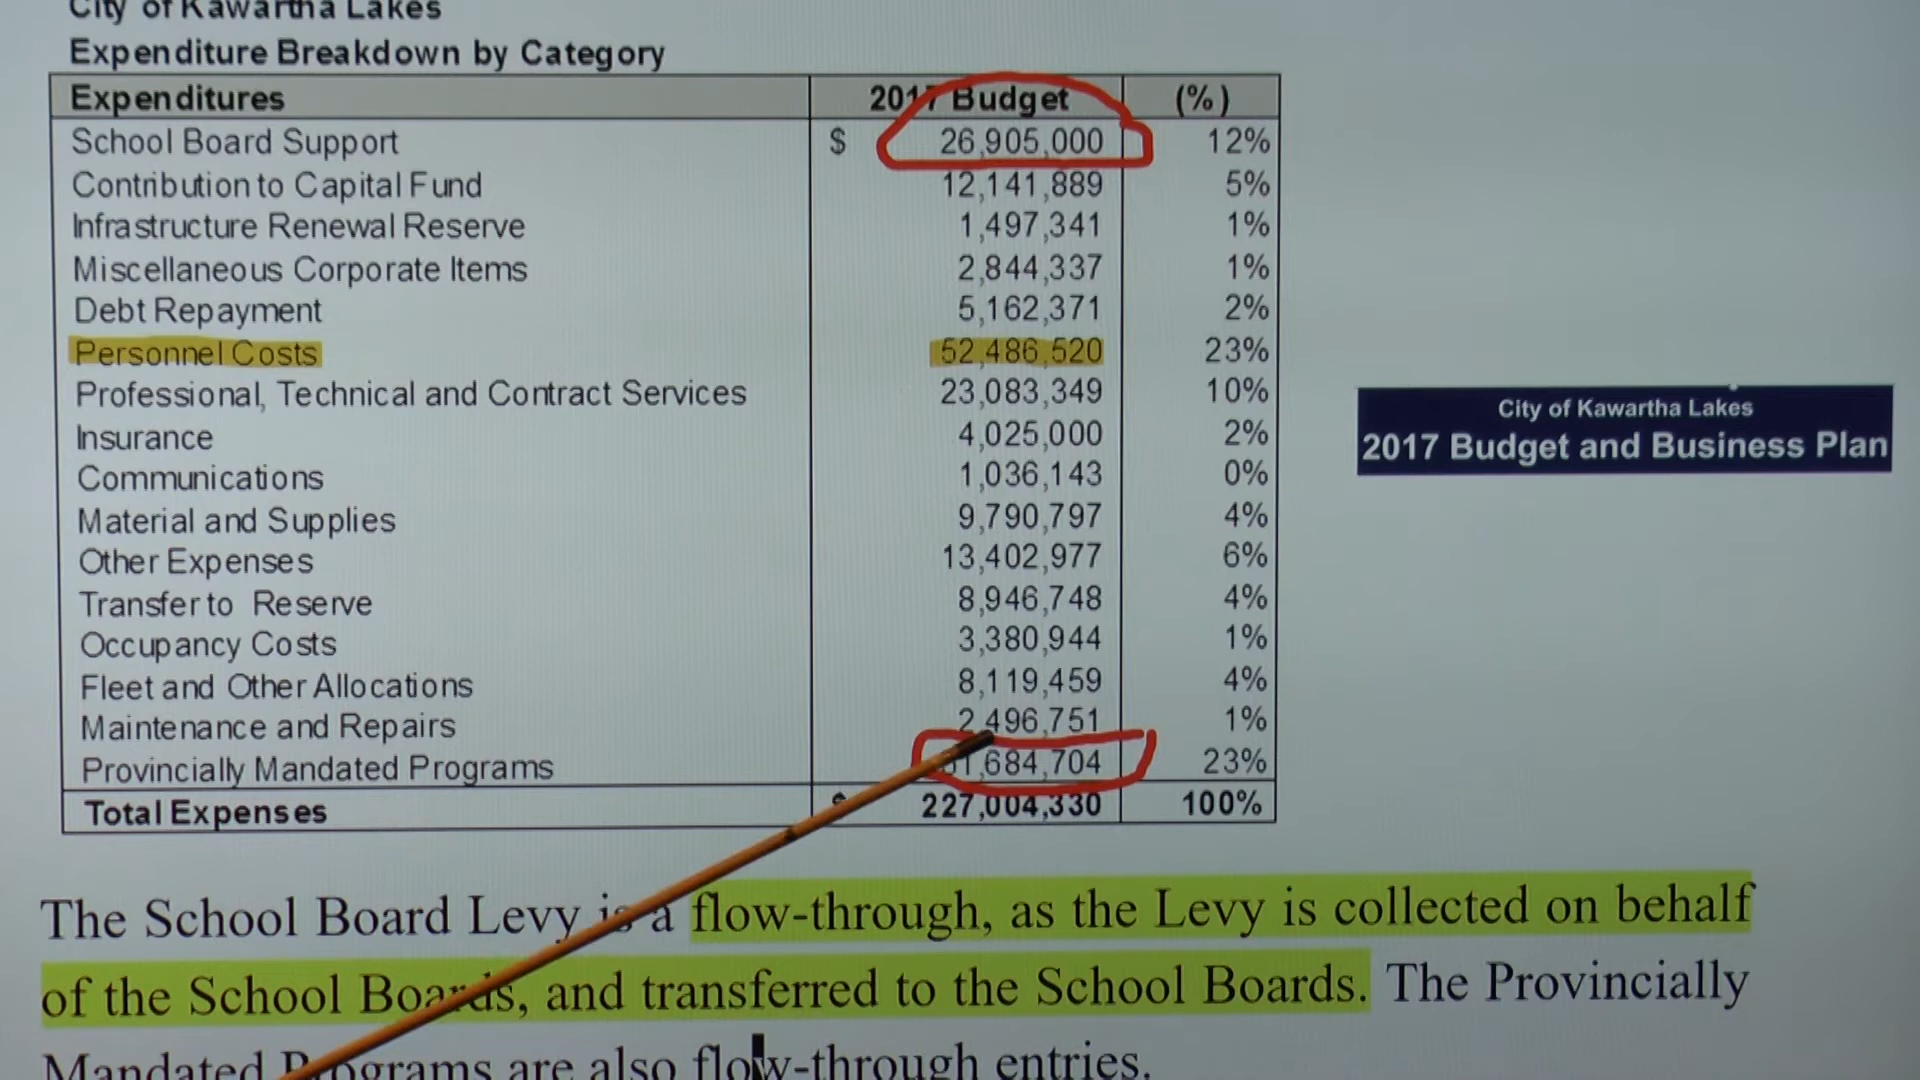 City of Kawartha Lakes
Expenditure Breakdown by Category
Expenditures 2017 Budget (%)
School Board Support $ 26,905,000 12%
Contribution to Capital Fund 12,141,889 5%
Infrastructure Renewal Reserve 1,497,341 1%
Miscellaneous Corporate Items 2,844,337 1%
Debt Repayment 5,162,371 2%
Personnel Costs 52,486,520 23%
Professional, Technical and Contract Services 23,083,349 10%
Insurance 4,025,000 2%
Communications 1,036,143 0%
Material and Supplies 9,790,797 4%
Other Expenses 13,402,977 6%
Transfer to Reserve 8,946,748 4%
Occupancy Costs 3,380,944 1%
Fleet and Other Allocations 8,119,459 4%
Maintenance and Repairs 2,496,751 1%
Provincially Mandated Programs 51,684,704 23%
Total Expenses $ 227,004,330 100%
City of Kawartha Lakes
2017 Budget and Business Plan
The School Board Levy is a flow-through, as the Levy is collected on behalf
of the School Boards, and transferred to the School Boards. The Provincially
Mandated Programs are also flow-through entries.